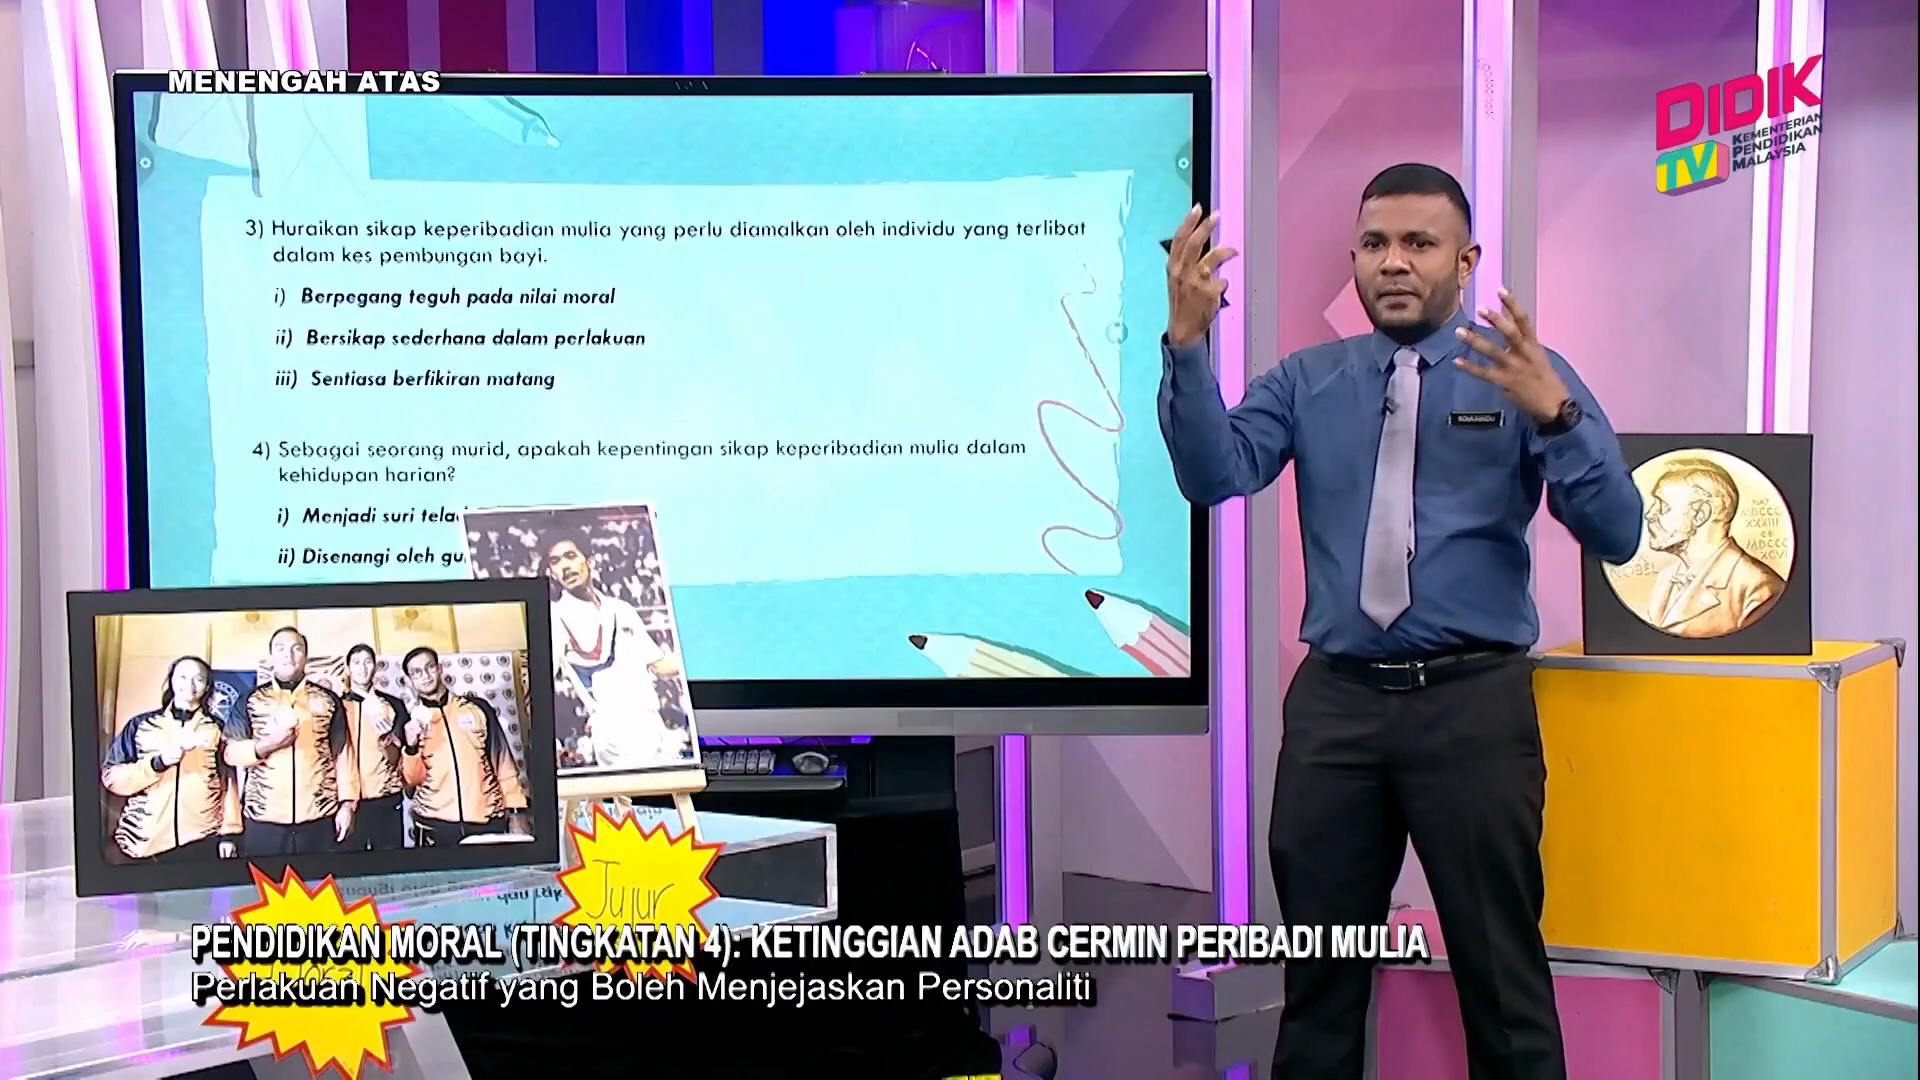 MENENGAH ATAS
DIDIK
TV
KEMENTERIAN
PENDIDIKAN
MALAYSIA
3) Huraikan sikap keperibadian mulia yang perlu diamalkan oleh individu yang terlibat
dalam kes pembungan bayi.
i) Berpegang teguh pada nilai moral
ii) Bersikap sederhana dalam perlakuan
iii) Sentiasa berfikiran matang
4) Sebagai seorang murid, apakah kepentingan sikap keperibadian mulia dalam
kehidupan harian?
i) Menjadi suri
ii) Disenangi oleh
NOBEL
Jujur
PENDIDIKAN MORAL (TINGKATAN 4): KETINGGIAN ADAB CERMIN PERIBADI MULIA
Perlakuan Negatif yang Boleh Menjejaskan Personaliti